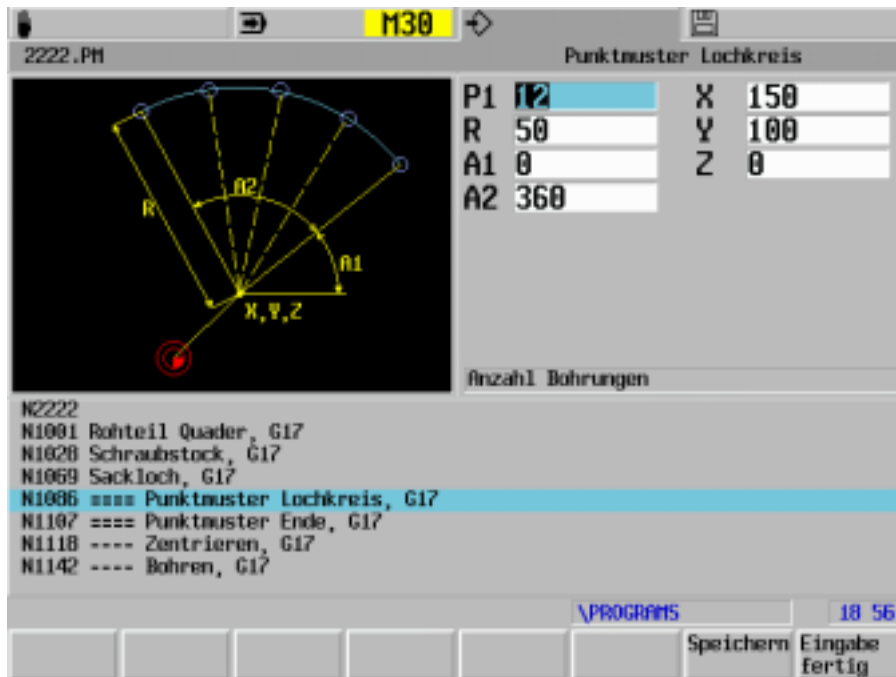 M30
2222.PM Punktmuster Lochkreis
P1 12 X 150
R 50 Y 100
A1 0 Z 0
A2 360
A2
R
A1
X,Y,Z
Anzahl Bohrungen
N2222
N1001 Rohteil Quader, G17
N1028 Schraubstock, G17
N1069 Sackloch, G17
N1086 ==== Punktmuster Lochkreis, G17
N1107 ==== Punktmuster Ende, G17
N1118 ---- Zentrieren, G17
N1142 ---- Bohren, G17
\PROGRAMS 18 56
Speichern Eingabe
fertig